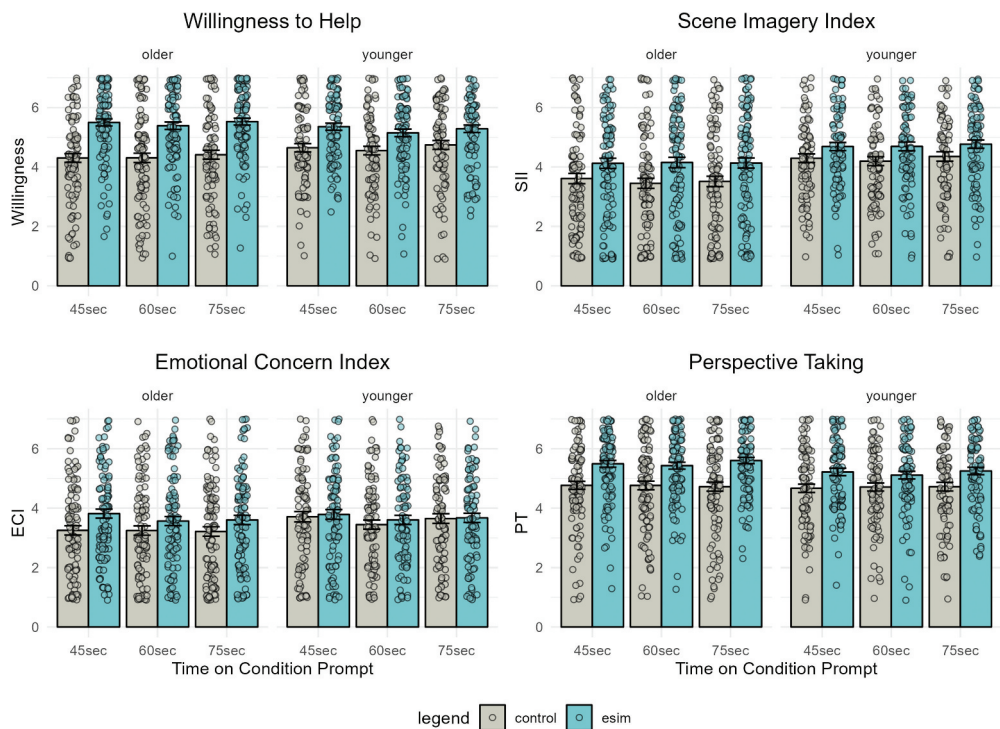 Willingness to Help
older younger
Willingness
6
4
2
0
45sec 60sec 75sec 45sec 60sec 75sec
Scene Imagery Index
older younger
SII
6
4
2
0
45sec 60sec 75sec 45sec 60sec 75sec
Emotional Concern Index
older younger
ECI
6
4
2
0
45sec 60sec 75sec 45sec 60sec 75sec
Time on Condition Prompt
Perspective Taking
older younger
PT
6
4
2
0
45sec 60sec 75sec 45sec 60sec 75sec
Time on Condition Prompt
legend control esim